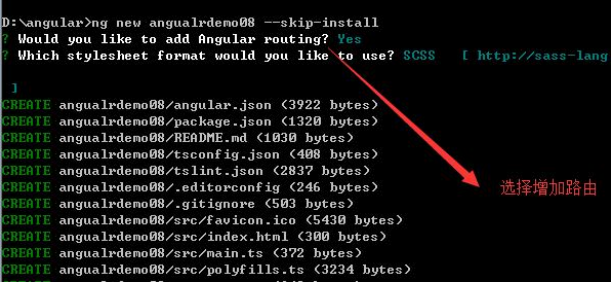 D:\angular>ng new angualrdemo08 --skip-install
? Would you like to add Angular routing? Yes
? Which stylesheet format would you like to use? SCSS   [ http://sass-lang
]
CREATE angualrdemo08/angular.json (3922 bytes)
CREATE angualrdemo08/package.json (1320 bytes)
CREATE angualrdemo08/README.md (1030 bytes)
CREATE angualrdemo08/tsconfig.json (408 bytes)
CREATE angualrdemo08/tslint.json (2837 bytes)
CREATE angualrdemo08/.editorconfig (246 bytes)
选择增加路由
CREATE angualrdemo08/.gitignore (503 bytes)
CREATE angualrdemo08/src/favicon.ico (5430 bytes)
CREATE angualrdemo08/src/index.html (300 bytes)
CREATE angualrdemo08/src/main.ts (372 bytes)
CREATE angualrdemo08/src/polyfills.ts (3234 bytes)